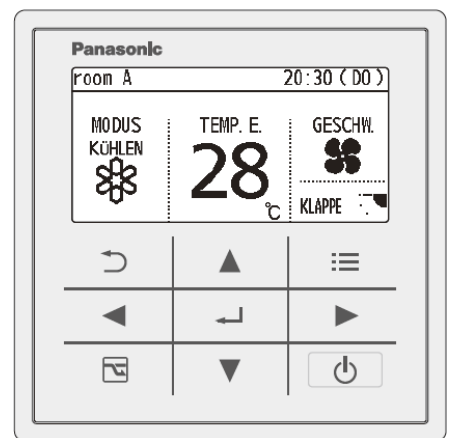 Panasonic
room A 20:30 (DO)
MODUS TEMP. E. GESCHW.
KÜHLEN
28
℃ KLAPPE